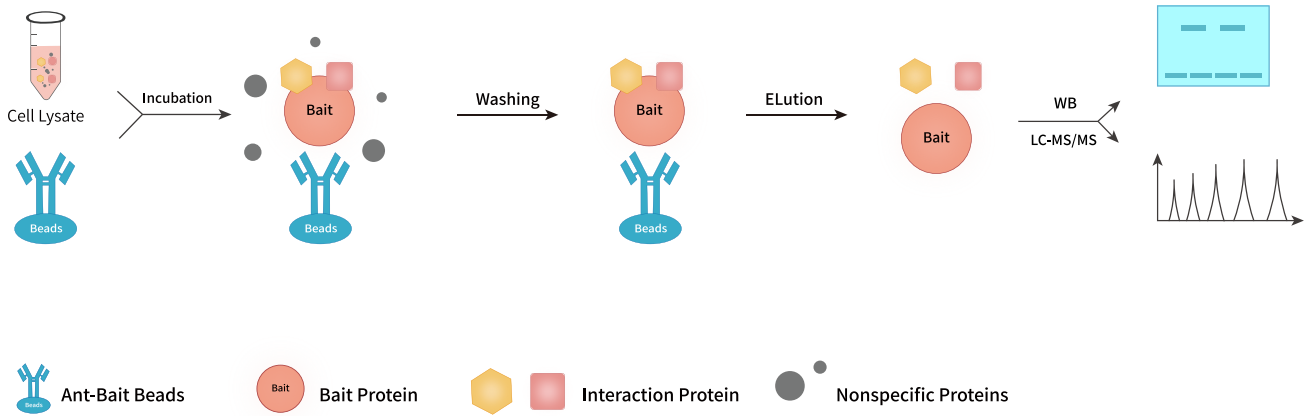 Cell Lysate
Beads
Incubation
Bait
Beads
Washing
Bait
Beads
ELution
Bait
WB
LC-MS/MS
Beads
Ant-Bait Beads
Bait
Bait Protein
Interaction Protein
Nonspecific Proteins